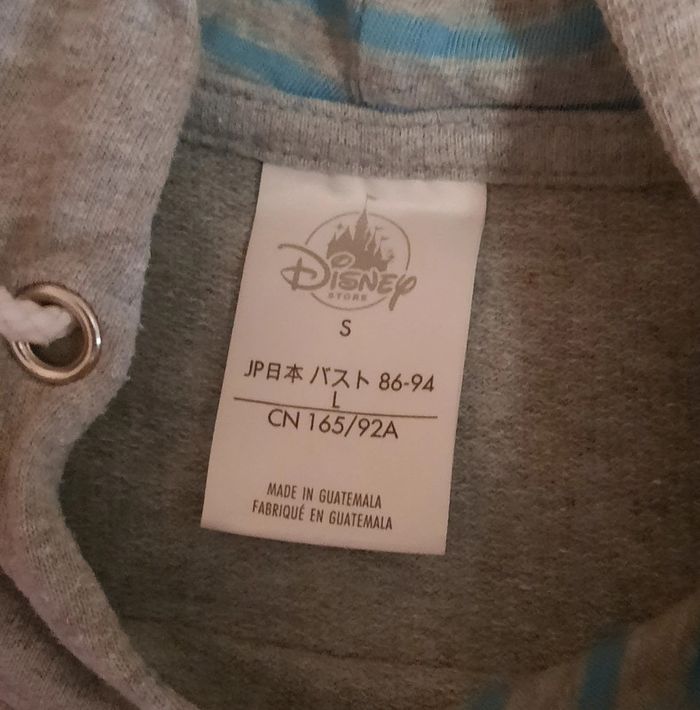 Disney
STORE
S
JP日本 バスト 86-94
L
CN 165/92A
MADE IN GUATEMALA
FABRIQUÉ EN GUATEMALA